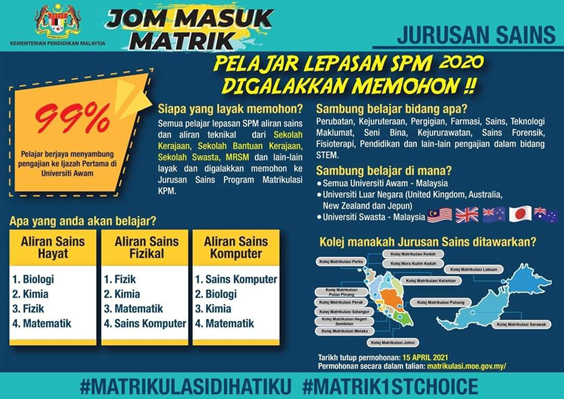 KEMENTERIAN PENDIDIKAN MALAYSIA
JOM MASUK
MATRIK
JURUSAN SAINS
PELAJAR LEPASAN SPM 2020
DIGALAKKAN MEMOHON !!
99%
Pelajar berjaya menyambung
pengajian ke Ijazah Pertama di
Universiti Awam
Siapa yang layak memohon?
Semua pelajar lepasan SPM aliran sains
dan aliran teknikal dari Sekolah
Kerajaan, Sekolah Bantuan Kerajaan,
Sekolah Swasta, MRSM dan lain-lain
layak dan digalakkan memohon ke
Jurusan Sains Program Matrikulasi
KPM.
Sambung belajar bidang apa?
Perubatan, Kejuruteraan, Pergigian, Farmasi, Sains, Teknologi
Maklumat, Seni Bina, Kejururawatan, Sains Forensik,
Fisioterapi, Pendidikan dan lain-lain pengajian dalam bidang
STEM.
Sambung belajar di mana?
• Semua Universiti Awam - Malaysia
• Universiti Luar Negara (United Kingdom, Australia,
New Zealand dan Jepun)
• Universiti Swasta - Malaysia
Apa yang anda akan belajar?
Aliran Sains
Hayat
1. Biologi
2. Kimia
3. Fizik
4. Matematik
Aliran Sains
Fizikal
1. Fizik
2. Kimia
3. Matematik
4. Sains Komputer
Aliran Sains
Komputer
1. Sains Komputer
2. Biologi
3. Kimia
4. Matematik
Kolej manakah Jurusan Sains ditawarkan?
Kolej Matrikulasi Perlis
Kolej Matrikulasi Kedah
Kolej Mara Kulim Kedah
Kolej Matrikulasi Kelantan
Kolej Matrikulasi Labuan
Kolej Matrikulasi
Pulau Pinang
Kolej Matrikulasi Perak
Kolej Matrikulasi Selangor
Kolej Matrikulasi Negeri
Sembilan
Kolej Matrikulasi Melaka
Kolej Matrikulasi Johor
Kolej Matrikulasi Pahang
Kolej Matrikulasi Sarawak
Tarikh tutup permohonan: 15 APRIL 2021
Permohonan secara dalam talian: matrikulasi.moe.gov.my/
#MATRIKULASIDIHATIKU #MATRIK1STCHOICE